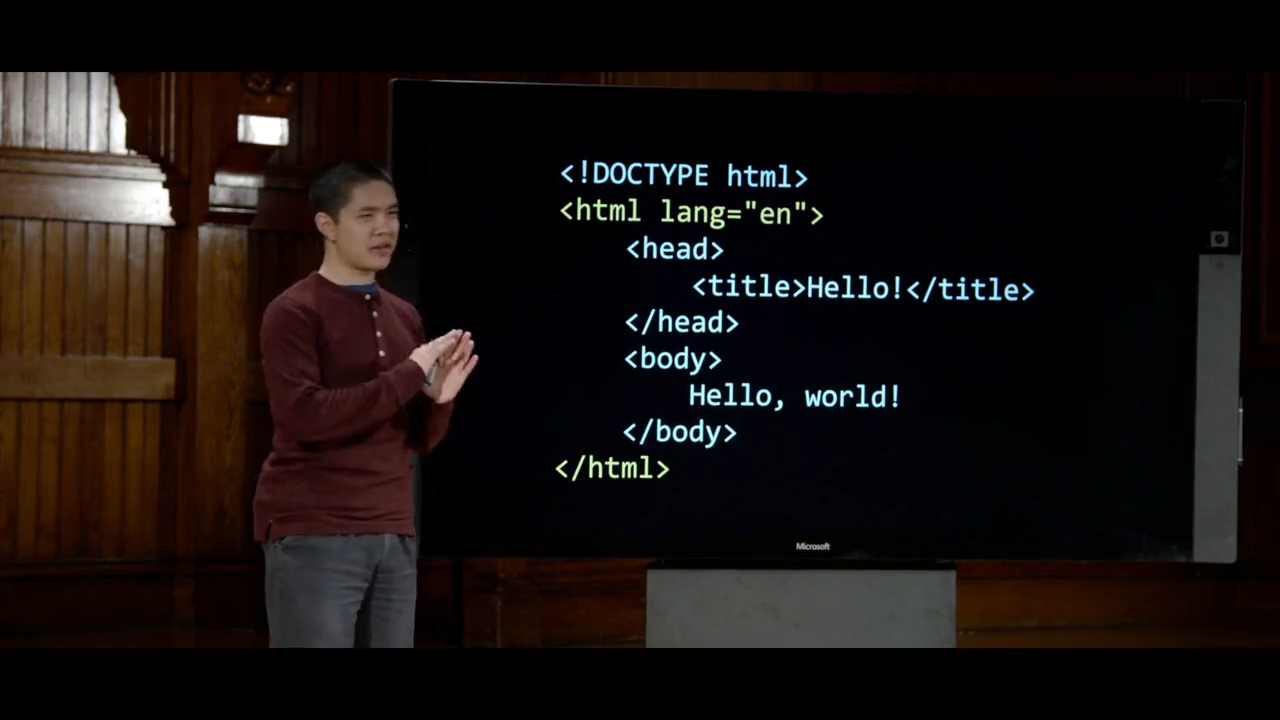 <!DOCTYPE html>
<html lang="en">
<head>
<title>Hello!</title>
</head>
<body>
Hello, world!
</body>
</html>
Microsoft